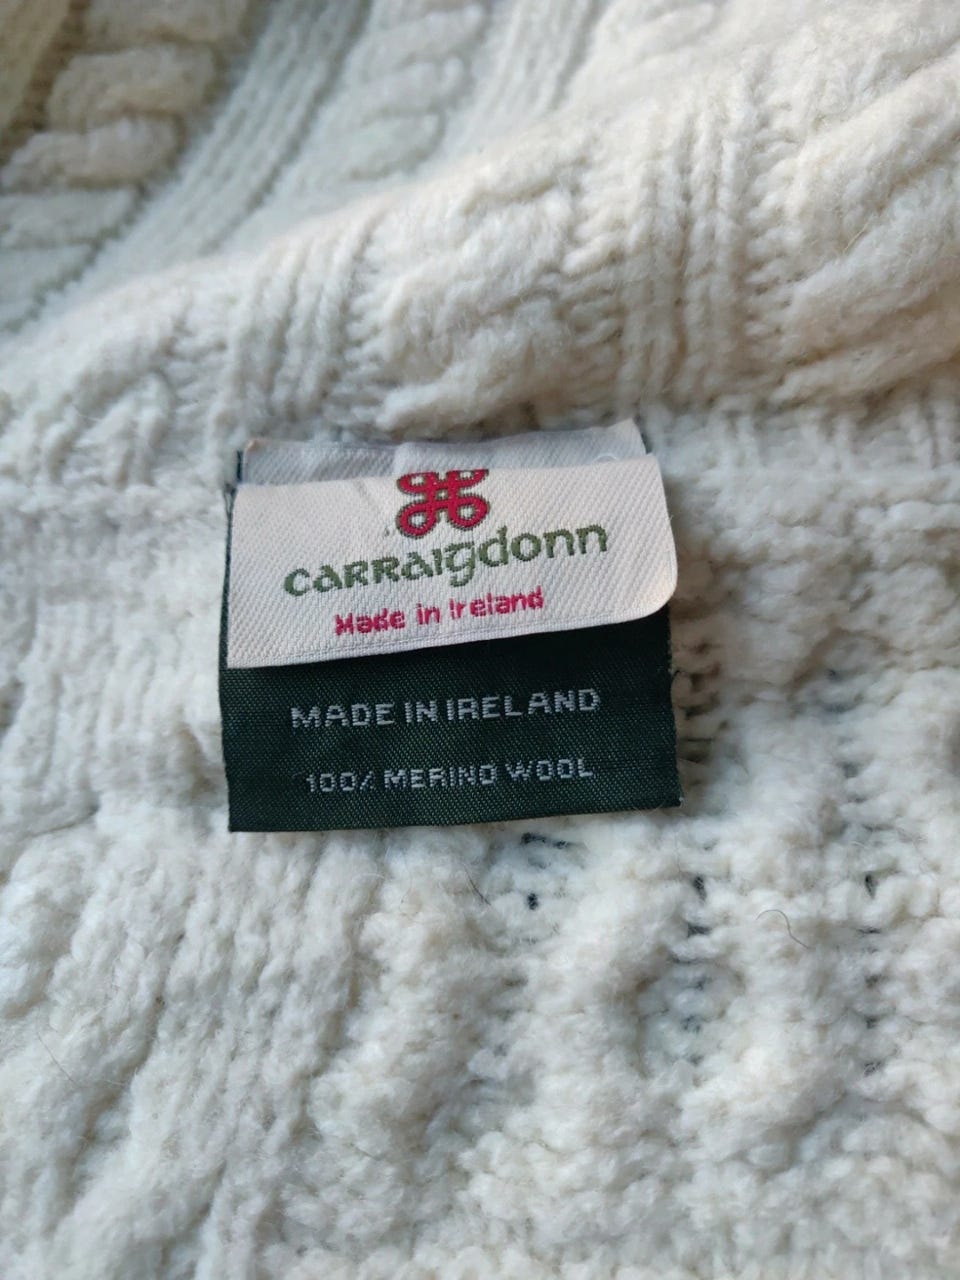 carraigdonn
Made in Ireland
MADE IN IRELAND
100% MERINO WOOL